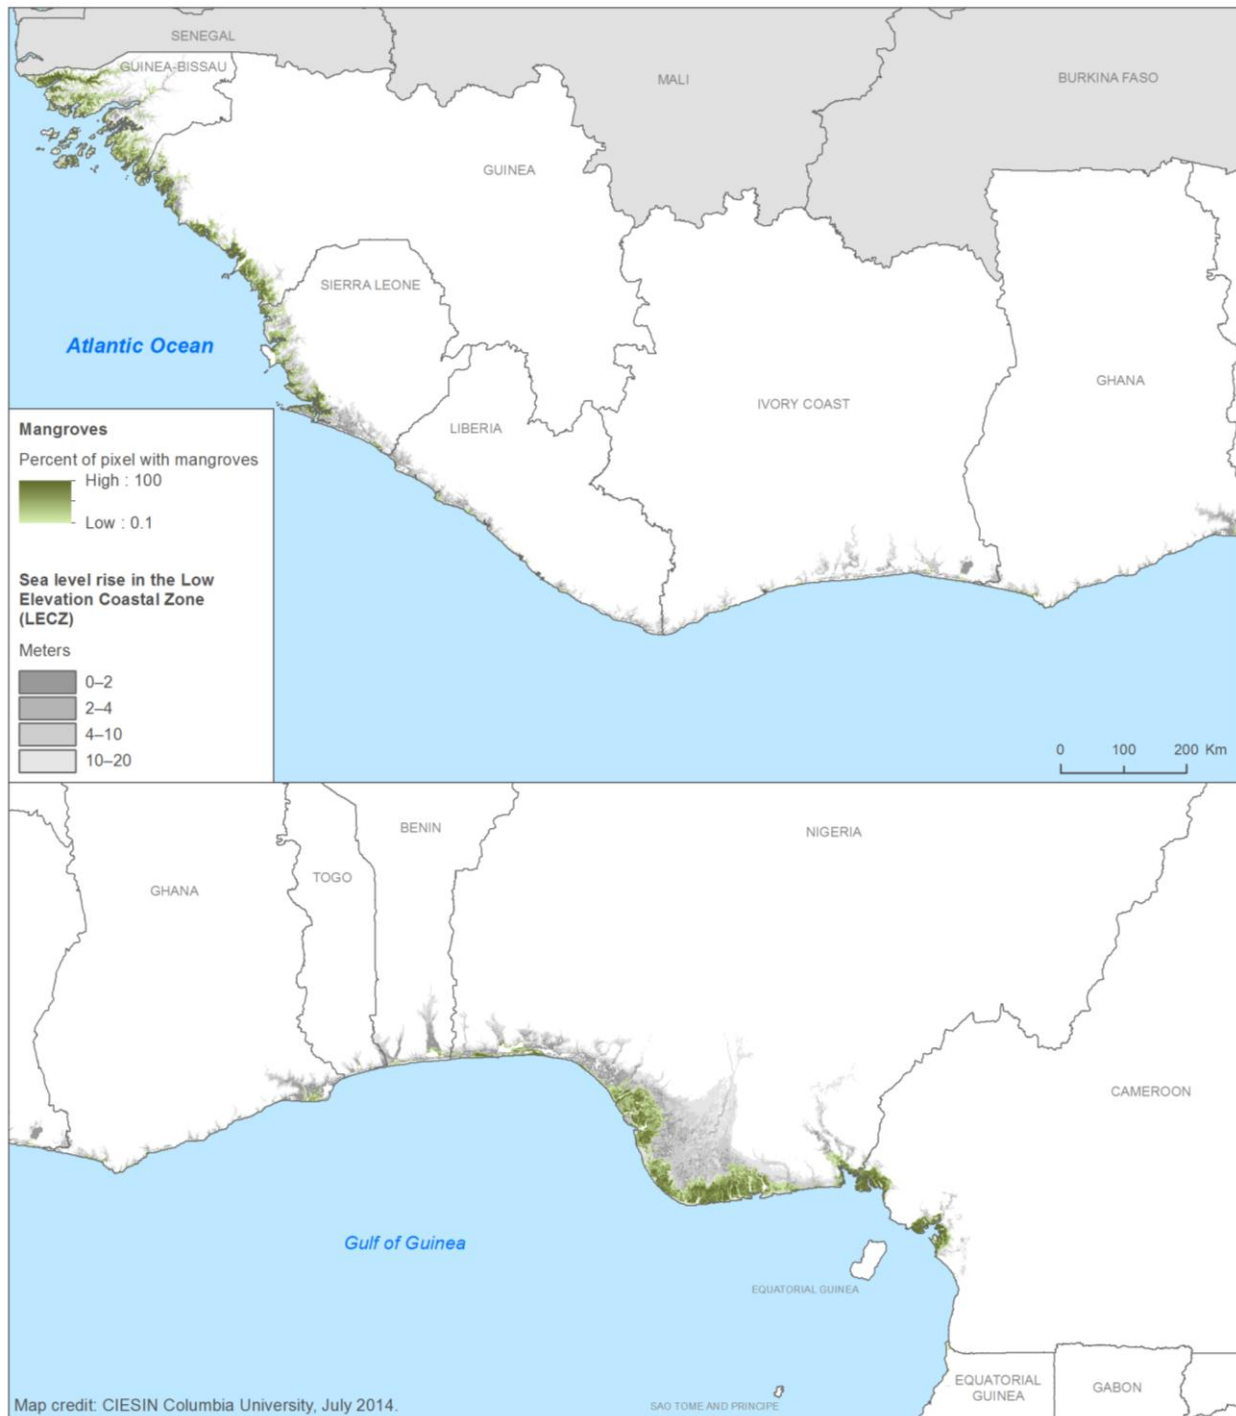 SENEGAL
GUINEA-BISSAU
MALI
BURKINA FASO
GUINEA
SIERRA LEONE
Atlantic Ocean
GHANA
IVORY COAST
LIBERIA
Mangroves
Percent of pixel with mangroves
High : 100
Low : 0.1
Sea level rise in the Low
Elevation Coastal Zone
(LECZ)
Meters
0–2
2–4
4–10
10–20
0 100 200 Km
BENIN
NIGERIA
TOGO
GHANA
CAMEROON
Gulf of Guinea
EQUATORIAL GUINEA
EQUATORIAL
GUINEA
GABON
Map credit: CIESIN Columbia University, July 2014.
SAO TOME AND PRINCIPE